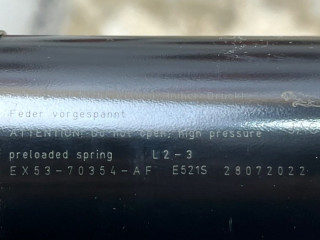 Feder vorgespannt
ATTENTION: Do not open; high pressure
preloaded spring L2-3
EX53-70354-AF E521S 28072022